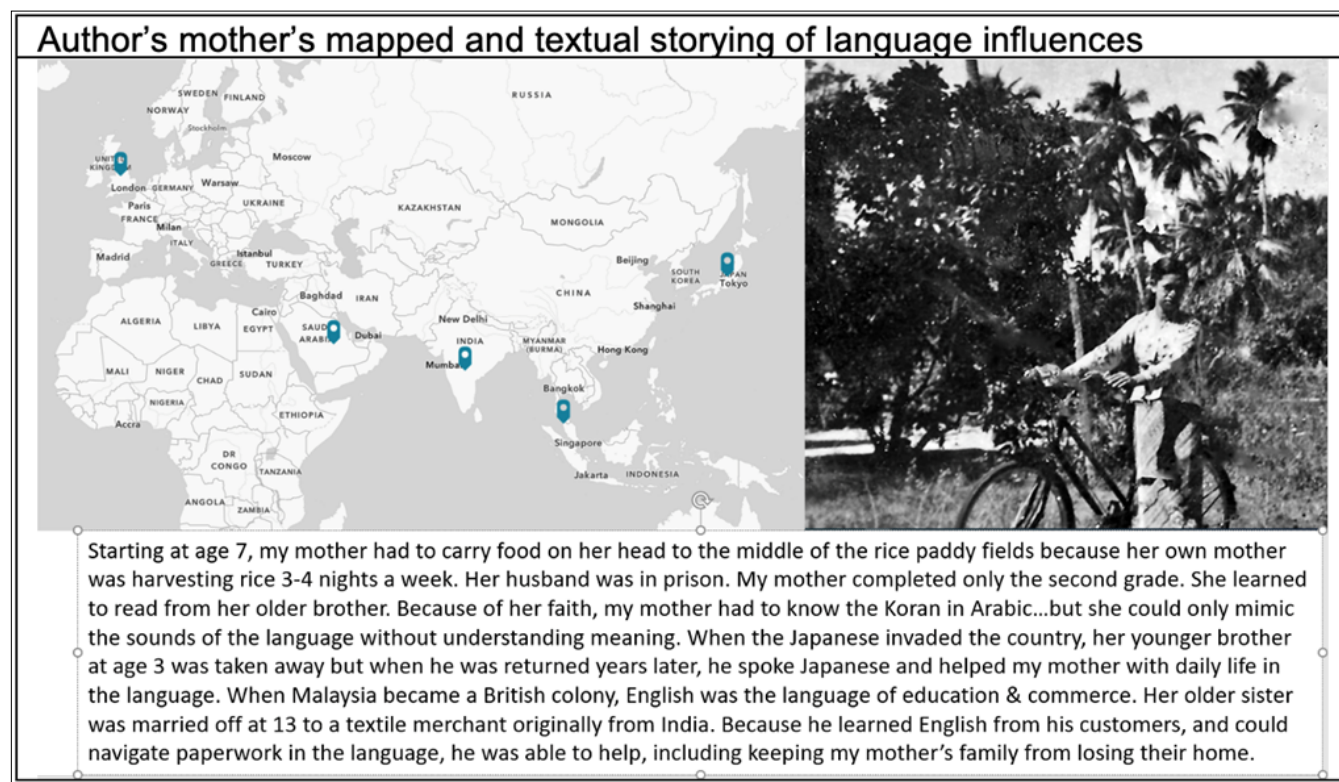 Author's mother's mapped and textual storying of language influences
SWEDEN
FINLAND
NORWAY
Stockholm
RUSSIA
UNITED
KINGDOM
Moscow
London
GERMANY
Warsaw
Paris
UKRAINE
FRANCE
Milan
KAZAKHSTAN
MONGOLIA
ITALY
Madrid
Istanbul
GREECE
TURKEY
Beijing
SOUTH
KOREA
JAPAN
Tokyo
Baghdad
IRAN
CHINA
Shanghai
Cairo
ALGERIA
LIBYA
EGYPT
SAUDI
ARABIA
Dubai
New Delhi
INDIA
MYANMAR
(BURMA)
Hong Kong
Mumbai
MALI
NIGER
CHAD
SUDAN
Bangkok
NIGERIA
ETHIOPIA
Accra
Singapore
DR
CONGO
TANZANIA
Jakarta
INDONESIA
ANGOLA
ZAMBIA
Starting at age 7, my mother had to carry food on her head to the middle of the rice paddy fields because her own mother
was harvesting rice 3-4 nights a week. Her husband was in prison. My mother completed only the second grade. She learned
to read from her older brother. Because of her faith, my mother had to know the Koran in Arabic...but she could only mimic
the sounds of the language without understanding meaning. When the Japanese invaded the country, her younger brother
at age 3 was taken away but when he was returned years later, he spoke Japanese and helped my mother with daily life in
the language. When Malaysia became a British colony, English was the language of education & commerce. Her older sister
was married off at 13 to a textile merchant originally from India. Because he learned English from his customers, and could
navigate paperwork in the language, he was able to help, including keeping my mother's family from losing their home.